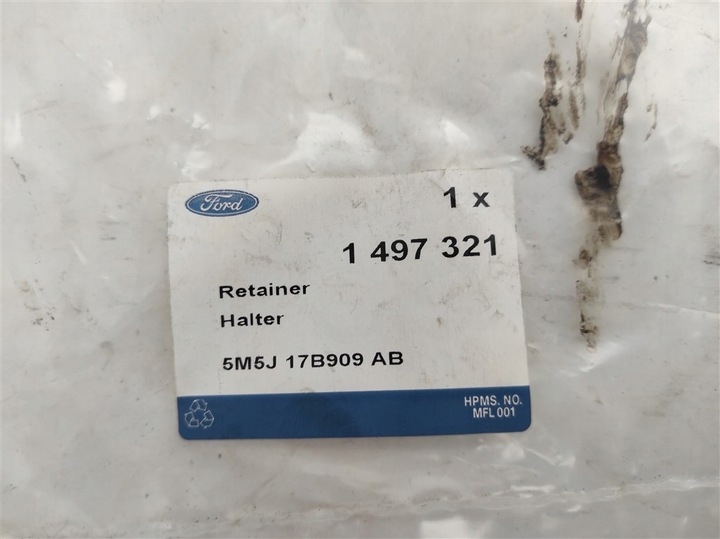 Ford
1 x
1 497 321
Retainer
Halter
5M5J 17B909 AB
HPMS. NO.
MFL 001